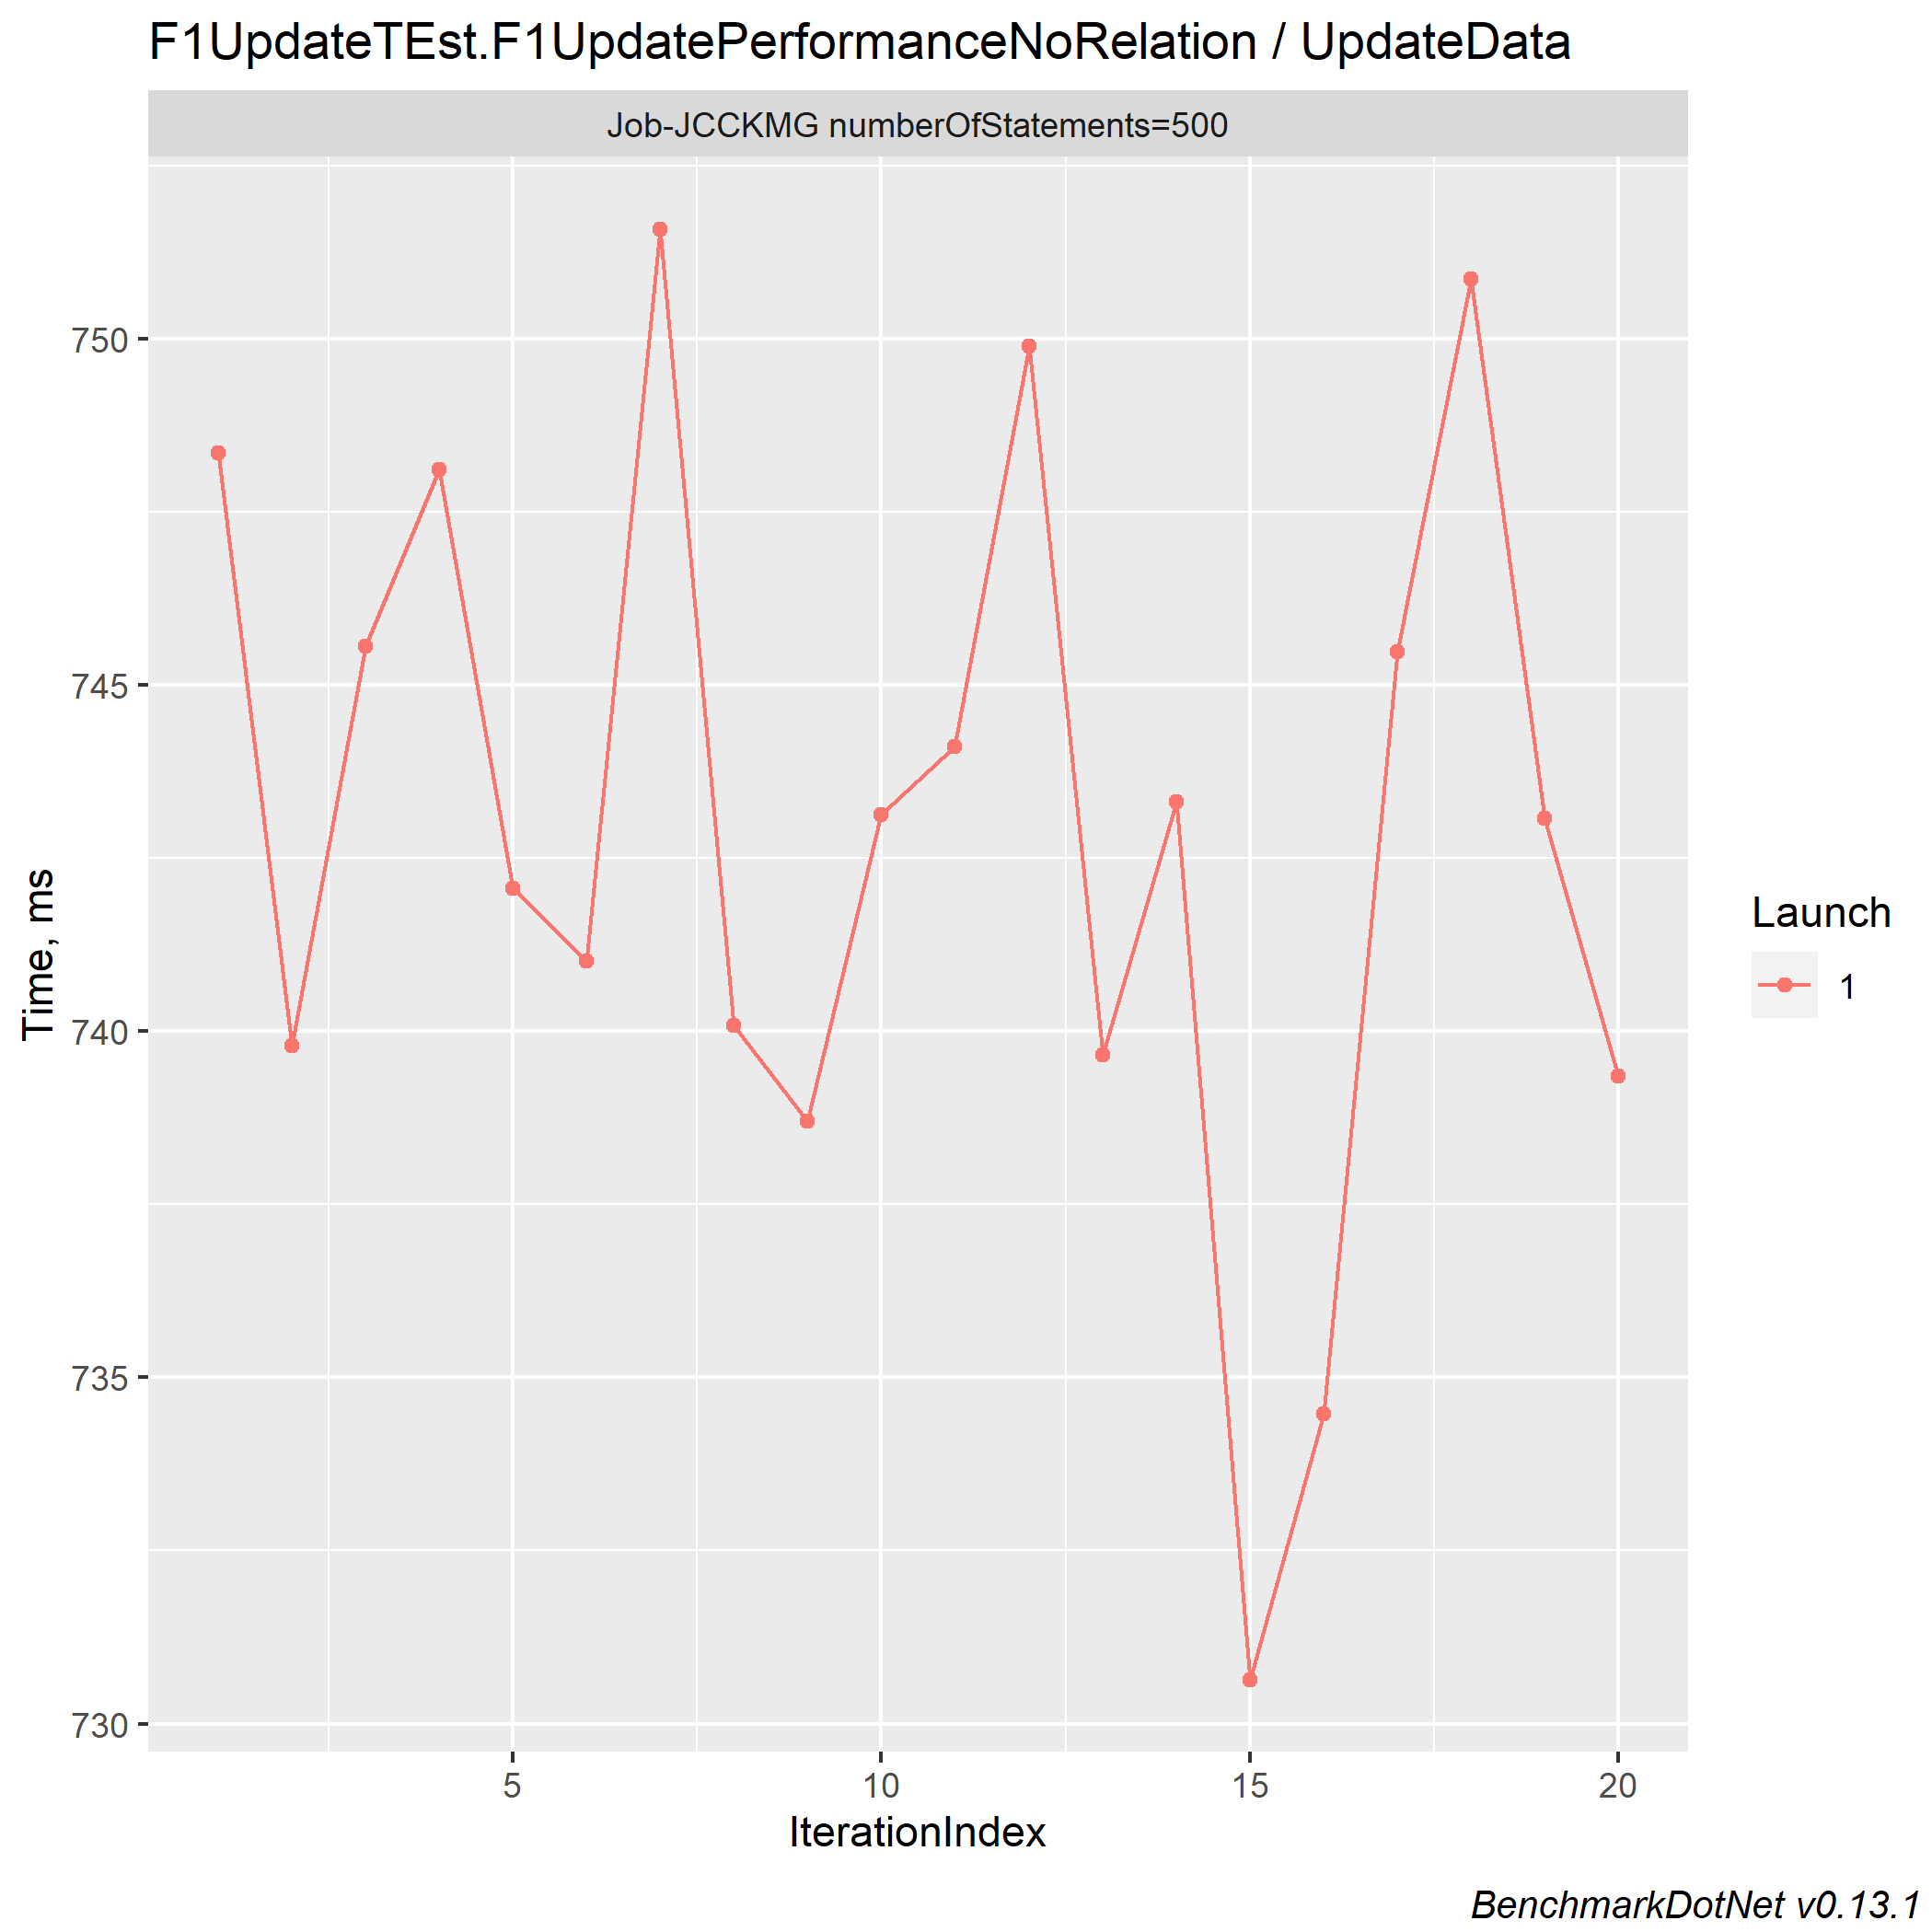 F1UpdateTEst.F1UpdatePerformanceNoRelation / UpdateData
Job-JCCKMG numberOfStatements=500
750
745
740
735
730
Time, ms
5 10 15 20
IterationIndex
Launch
1
BenchmarkDotNet v0.13.1